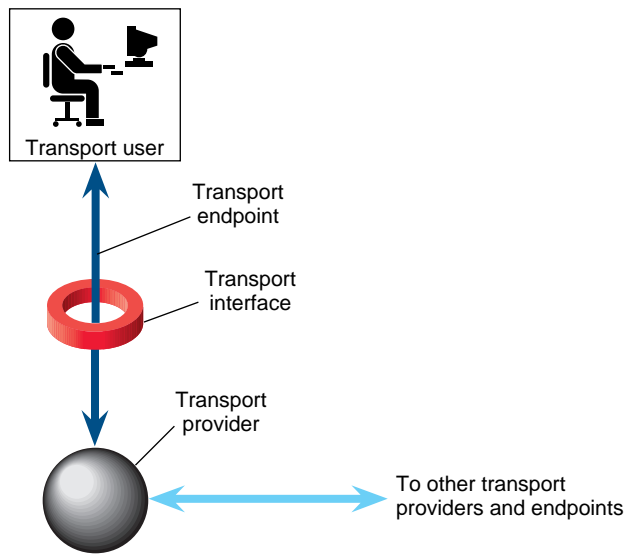 Transport user
Transport
endpoint
Transport
interface
Transport
provider
To other transport
providers and endpoints